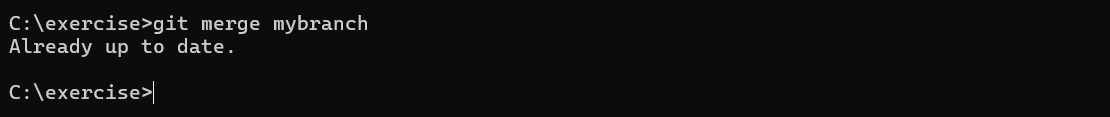 C:\exercise>git merge mybranch
Already up to date.
C:\exercise>